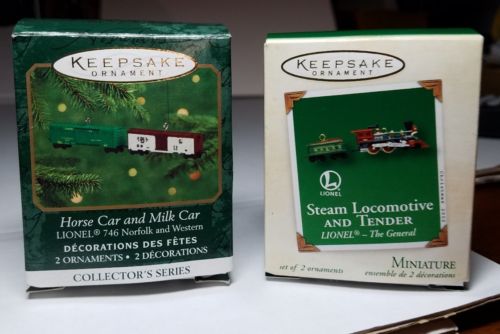 KEEPSAKE
ORNAMENT
Horse Car and Milk Car
LIONEL® 746 Norfolk and Western
DÉCORATIONS DES FÊTES
2 ORNAMENTS • 2 DÉCORATIONS
COLLECTOR'S SERIES
KEEPSAKE
ORNAMENT
LIONEL
Steam Locomotive
AND TENDER
LIONEL® – The General
set of 2 ornaments
MINIATURE
ensemble de 2 décorations